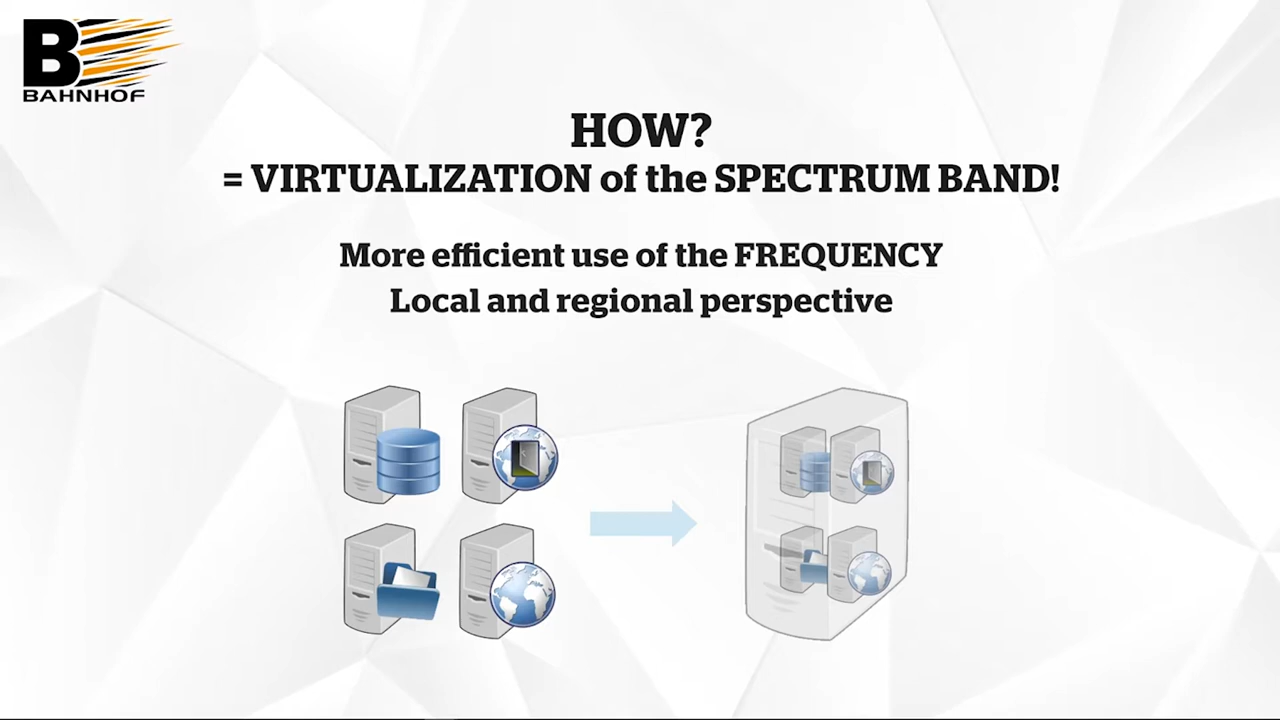 B
BAHNHOF
HOW?
= VIRTUALIZATION of the SPECTRUM BAND!
More efficient use of the FREQUENCY
Local and regional perspective